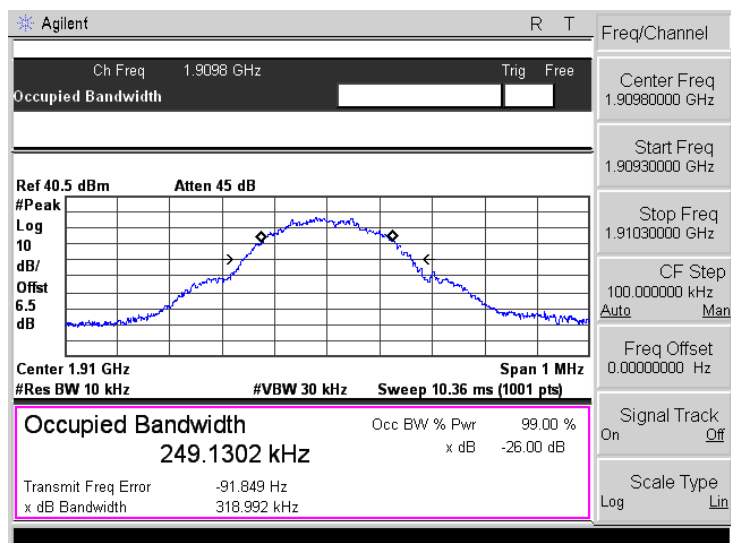 Agilent R T
Ch Freq 1.9098 GHz Trig Free
Occupied Bandwidth
Ref 40.5 dBm Atten 45 dB
#Peak
Log
10
dB/
Offst
6.5
dB
Center 1.91 GHz Span 1 MHz
#Res BW 10 kHz #VBW 30 kHz Sweep 10.36 ms (1001 pts)
Occupied Bandwidth Occ BW % Pwr 99.00 %
249.1302 kHz x dB -26.00 dB
Transmit Freq Error -91.849 Hz
x dB Bandwidth 318.992 kHz
Freq/Channel
Center Freq
1.90980000 GHz
Start Freq
1.90930000 GHz
Stop Freq
1.91030000 GHz
CF Step
100.000000 kHz
Auto Man
Freq Offset
0.00000000 Hz
Signal Track
On Off
Scale Type
Log Lin